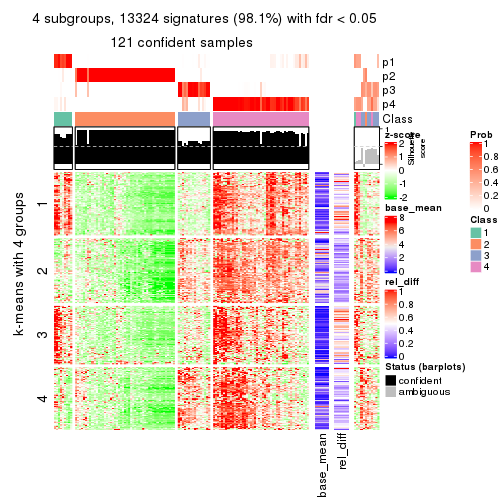 4 subgroups, 13324 signatures (98.1%) with fdr < 0.05
121 confident samples
p1
p2
p3
p4
Class
1
Silhouette
score
k-means with 4 groups
1
2
3
4
base_mean
rel_diff
z-score
2
1
0
-1
-2
base_mean
8
6
4
2
0
rel_diff
1
0.8
0.6
0.4
0.2
0
Status (barplots)
confident
ambiguous
Prob
1
0.8
0.6
0.4
0.2
0
Class
1
2
3
4